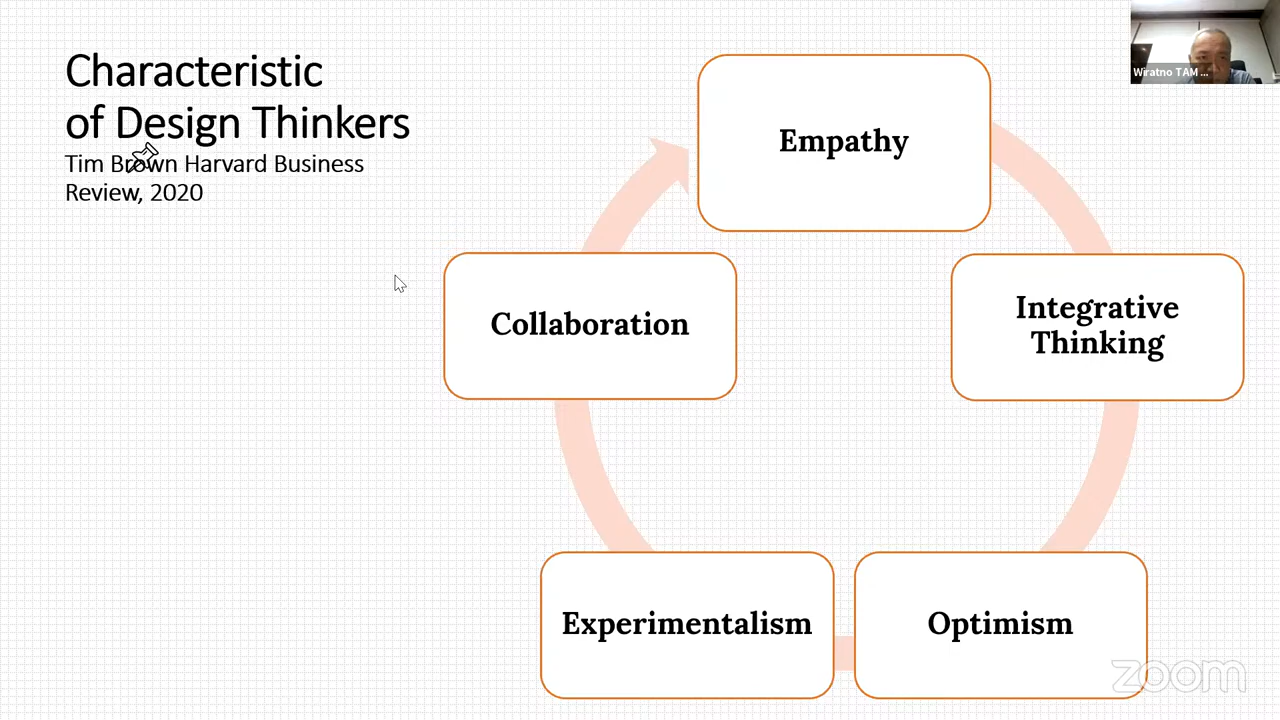 Characteristic
of Design Thinkers
Tim Brown Harvard Business
Review, 2020
Empathy
Integrative
Thinking
Optimism
Experimentalism
Collaboration
Wiratno TAM ...
zoom